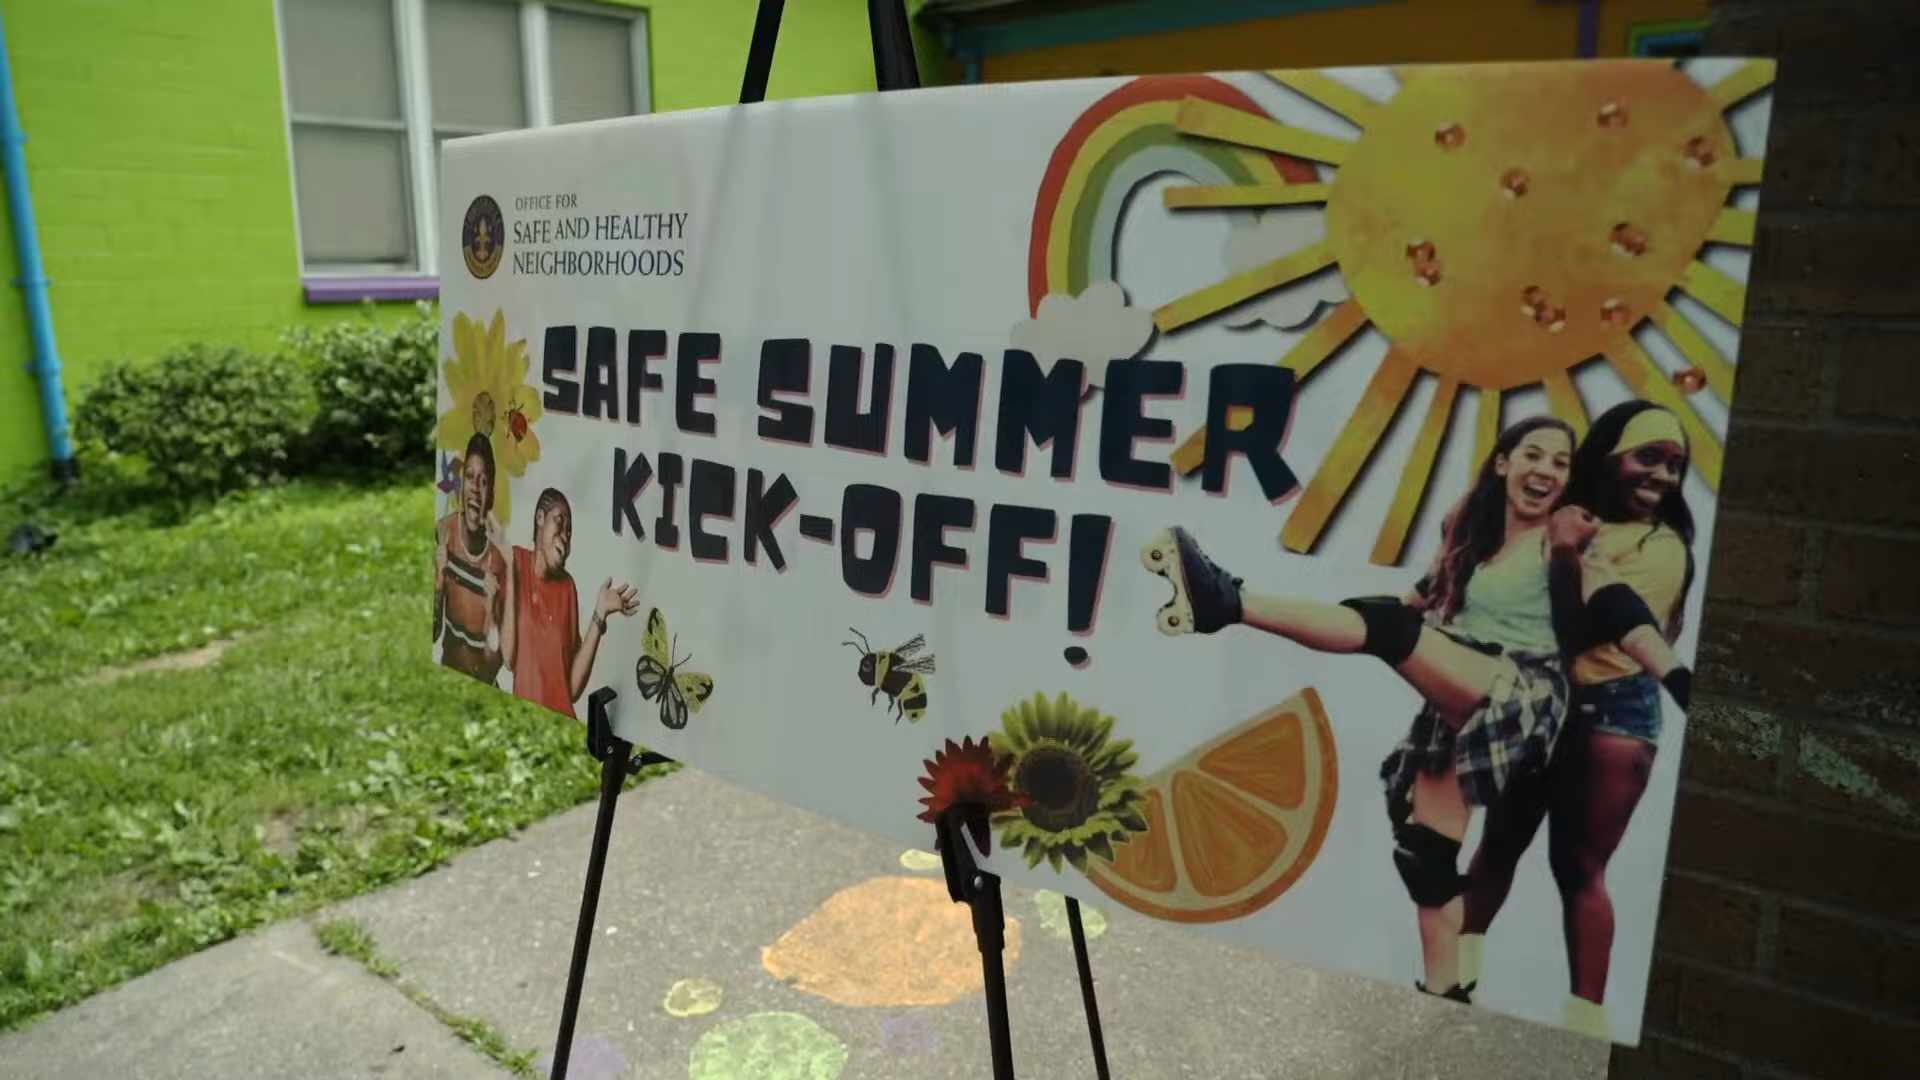 OFFICE FOR
SAFE AND HEALTHY
NEIGHBORHOODS
SAFE SUMMER
KICK-OFF!